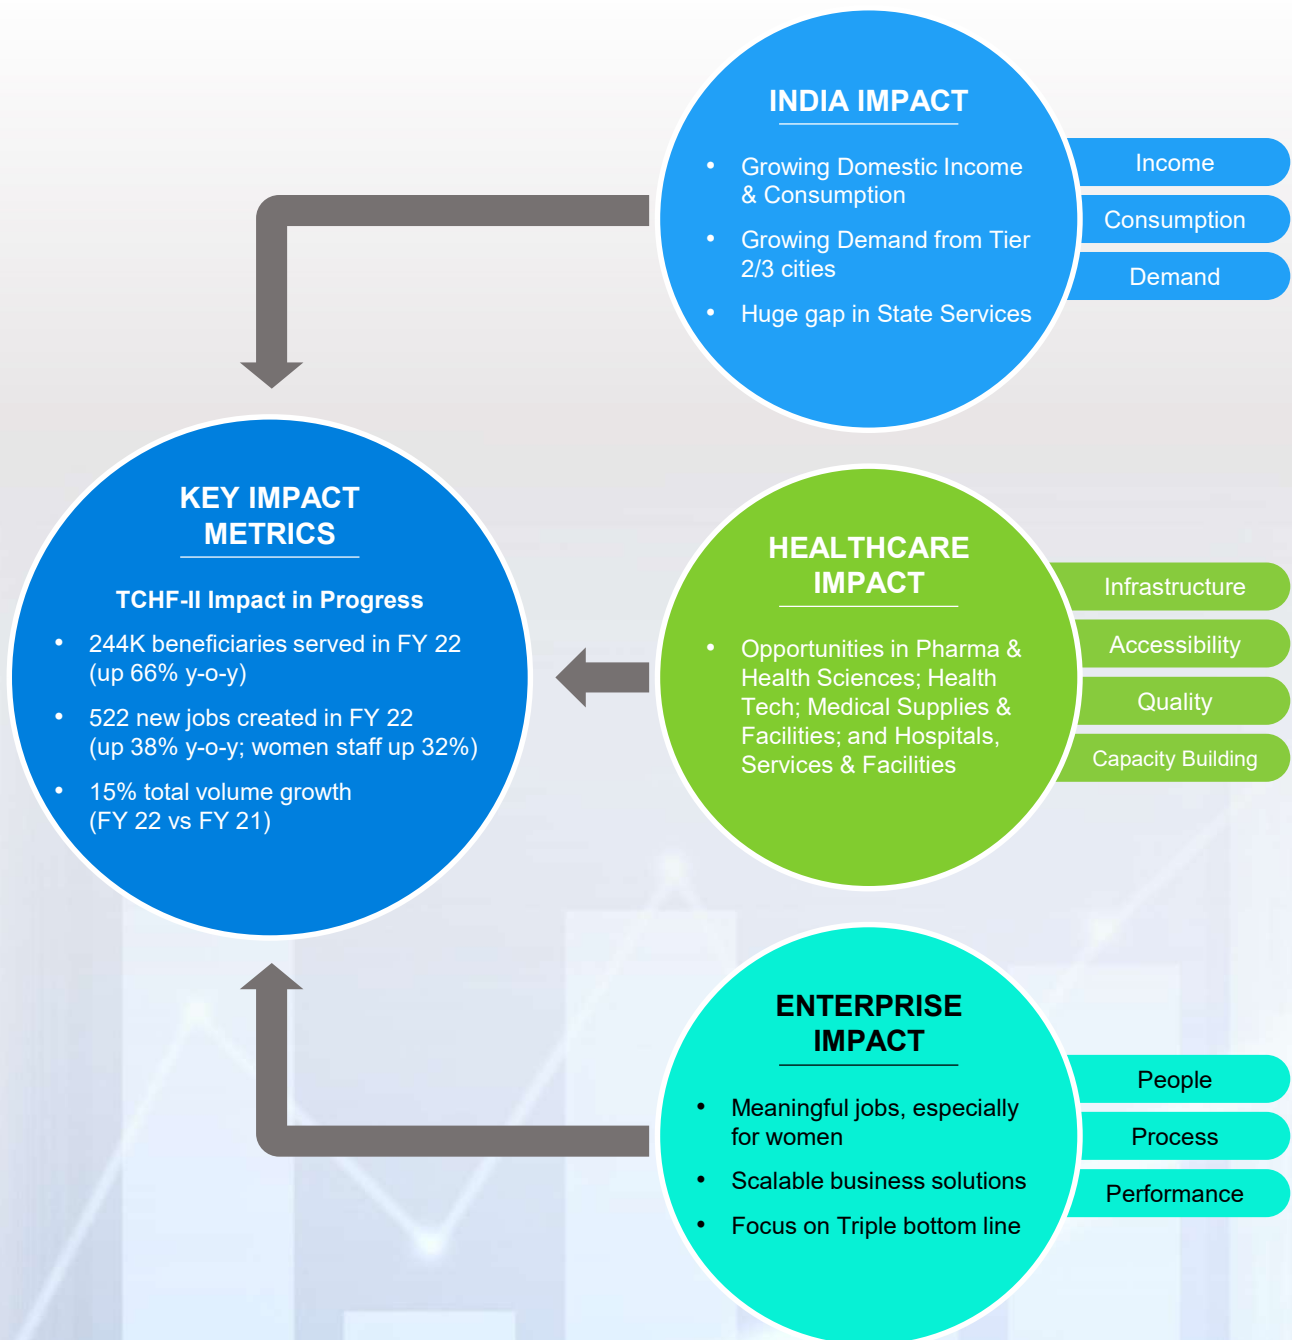 INDIA IMPACT
• Growing Domestic Income
& Consumption
• Growing Demand from Tier
2/3 cities
• Huge gap in State Services
Income
Consumption
Demand
KEY IMPACT
METRICS
TCHF-II Impact in Progress
• 244K beneficiaries served in FY 22
(up 66% y-o-y)
• 522 new jobs created in FY 22
(up 38% y-o-y; women staff up 32%)
• 15% total volume growth
(FY 22 vs FY 21)
HEALTHCARE
IMPACT
• Opportunities in Pharma &
Health Sciences; Health
Tech; Medical Supplies &
Facilities; and Hospitals,
Services & Facilities
Infrastructure
Accessibility
Quality
Capacity Building
ENTERPRISE
IMPACT
• Meaningful jobs, especially
for women
• Scalable business solutions
• Focus on Triple bottom line
People
Process
Performance